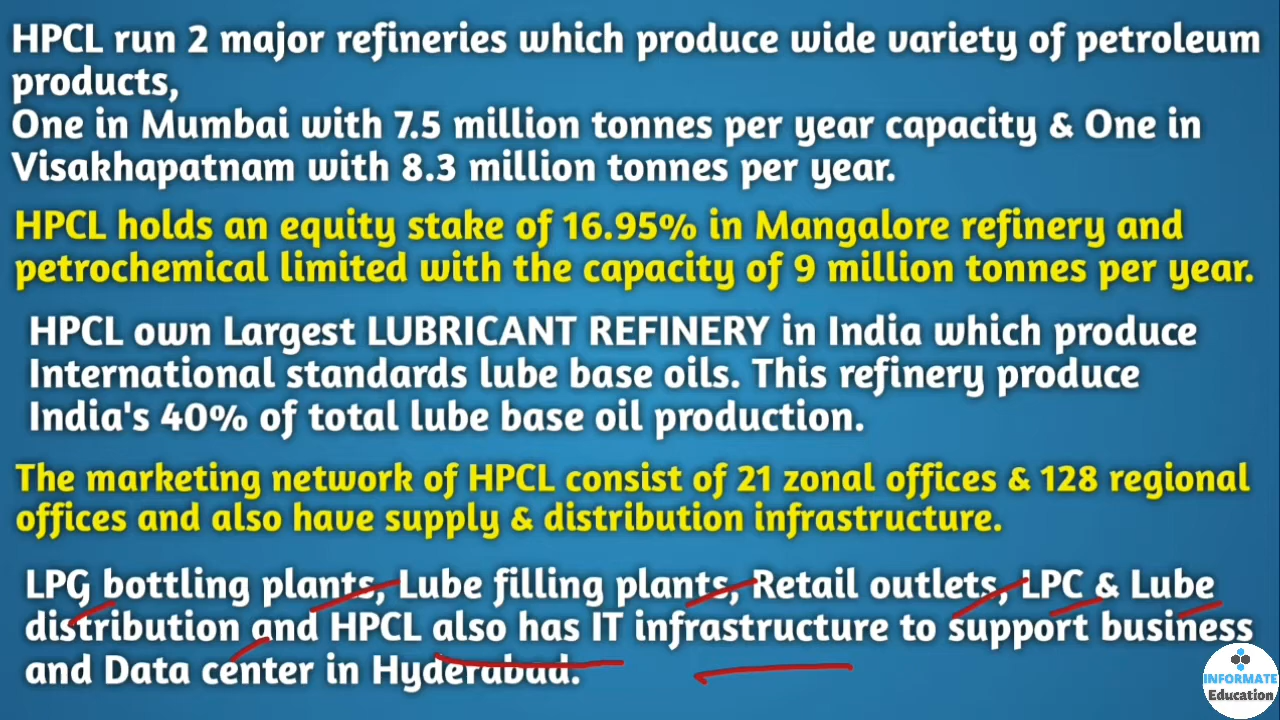 HPCL run 2 major refineries which produce wide variety of petroleum
products,
One in Mumbai with 7.5 million tonnes per year capacity & One in
Visakhapatnam with 8.3 million tonnes per year.
HPCL holds an equity stake of 16.95% in Mangalore refinery and
petrochemical limited with the capacity of 9 million tonnes per year.
HPCL own Largest LUBRICANT REFINERY in India which produce
International standards lube base oils. This refinery produce
India's 40% of total lube base oil production.
The marketing network of HPCL consist of 21 zonal offices & 128 regional
offices and also have supply & distribution infrastructure.
LPG bottling plants, Lube filling plants, Retail outlets, LPC & Lube
distribution and HPCL also has IT infrastructure to support business
and Data center in Hyderabad.
INFORMATE
Education